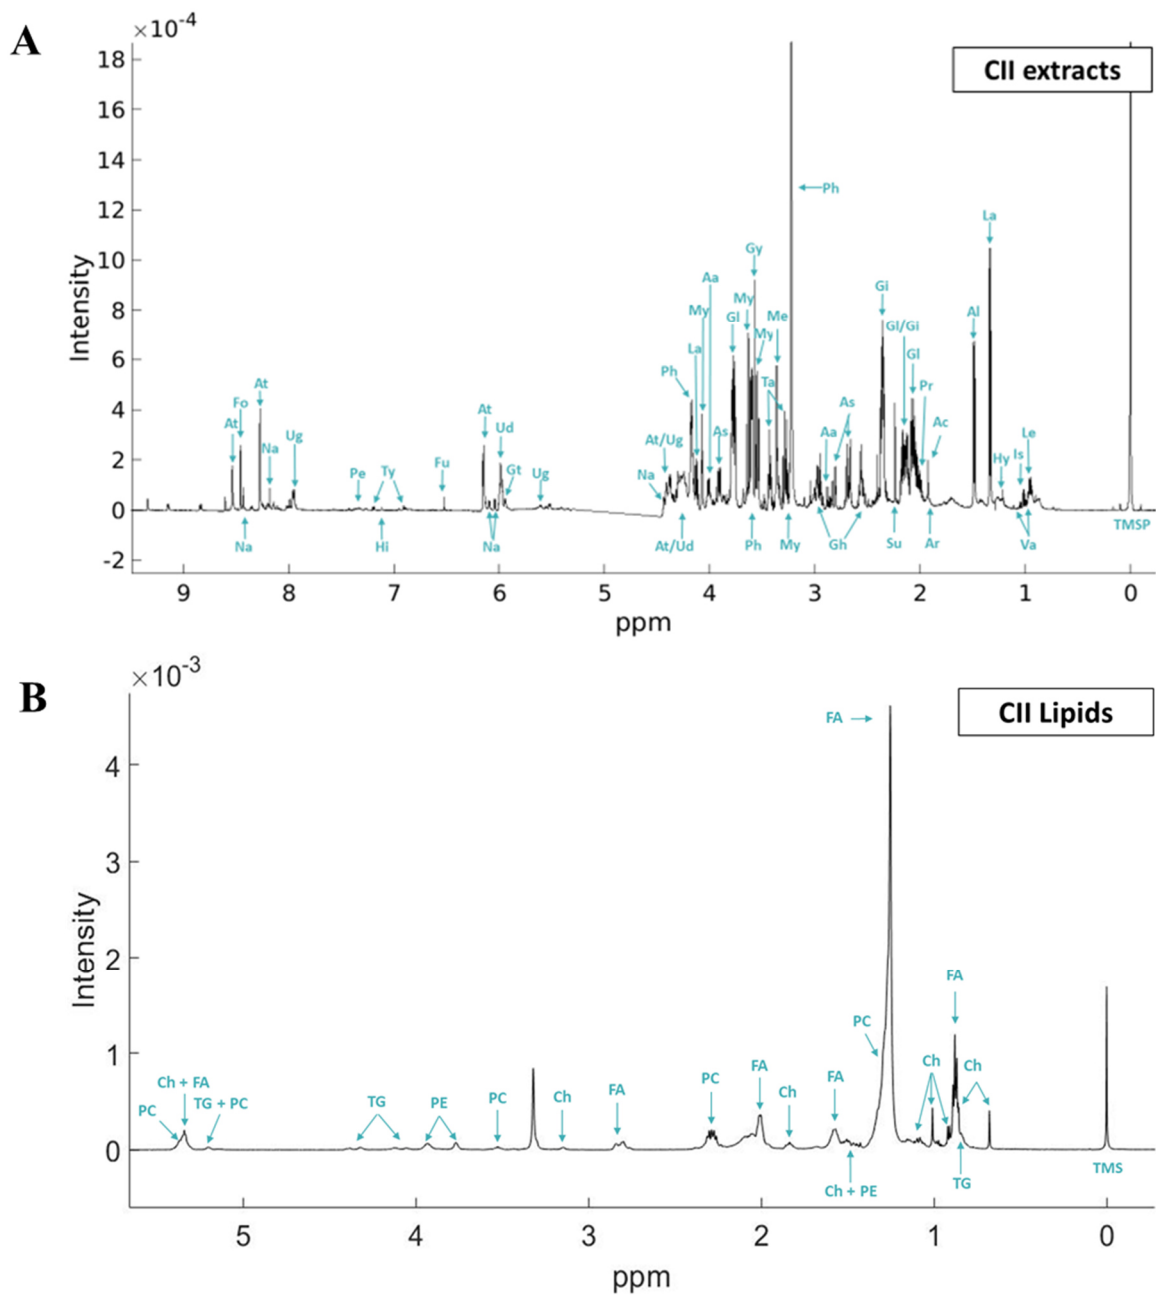 A
×10-4
CII extracts
18
16
14
12
10
8
6
4
2
0
-2
Intensity
Ph
La
Gy
Aa
Gi
My
My
Me
Al
Gl
Gl/Gi
My
La
Gl
Ph
Ta
Pr
At
Fo
As
Ac
At
At
Ud
As
Aa
Le
Na
Ug
At/Ug
Is
Hy
Pe
Ty
Fu
Gt
Ug
Na
Na
Hi
Na
At/Ud
Ph
My
Gh
Su
Ar
Va
TMSP
9 8 7 6 5 4 3 2 1 0
ppm
B
×10-3
CII Lipids
4
3
2
1
0
Intensity
FA
FA
PC
Ch + FA
PC
TG + PC
TG
PE
PC
Ch
FA
PC
FA
Ch
FA
Ch
Ch
Ch + PE
TG
TMS
5 4 3 2 1 0
ppm